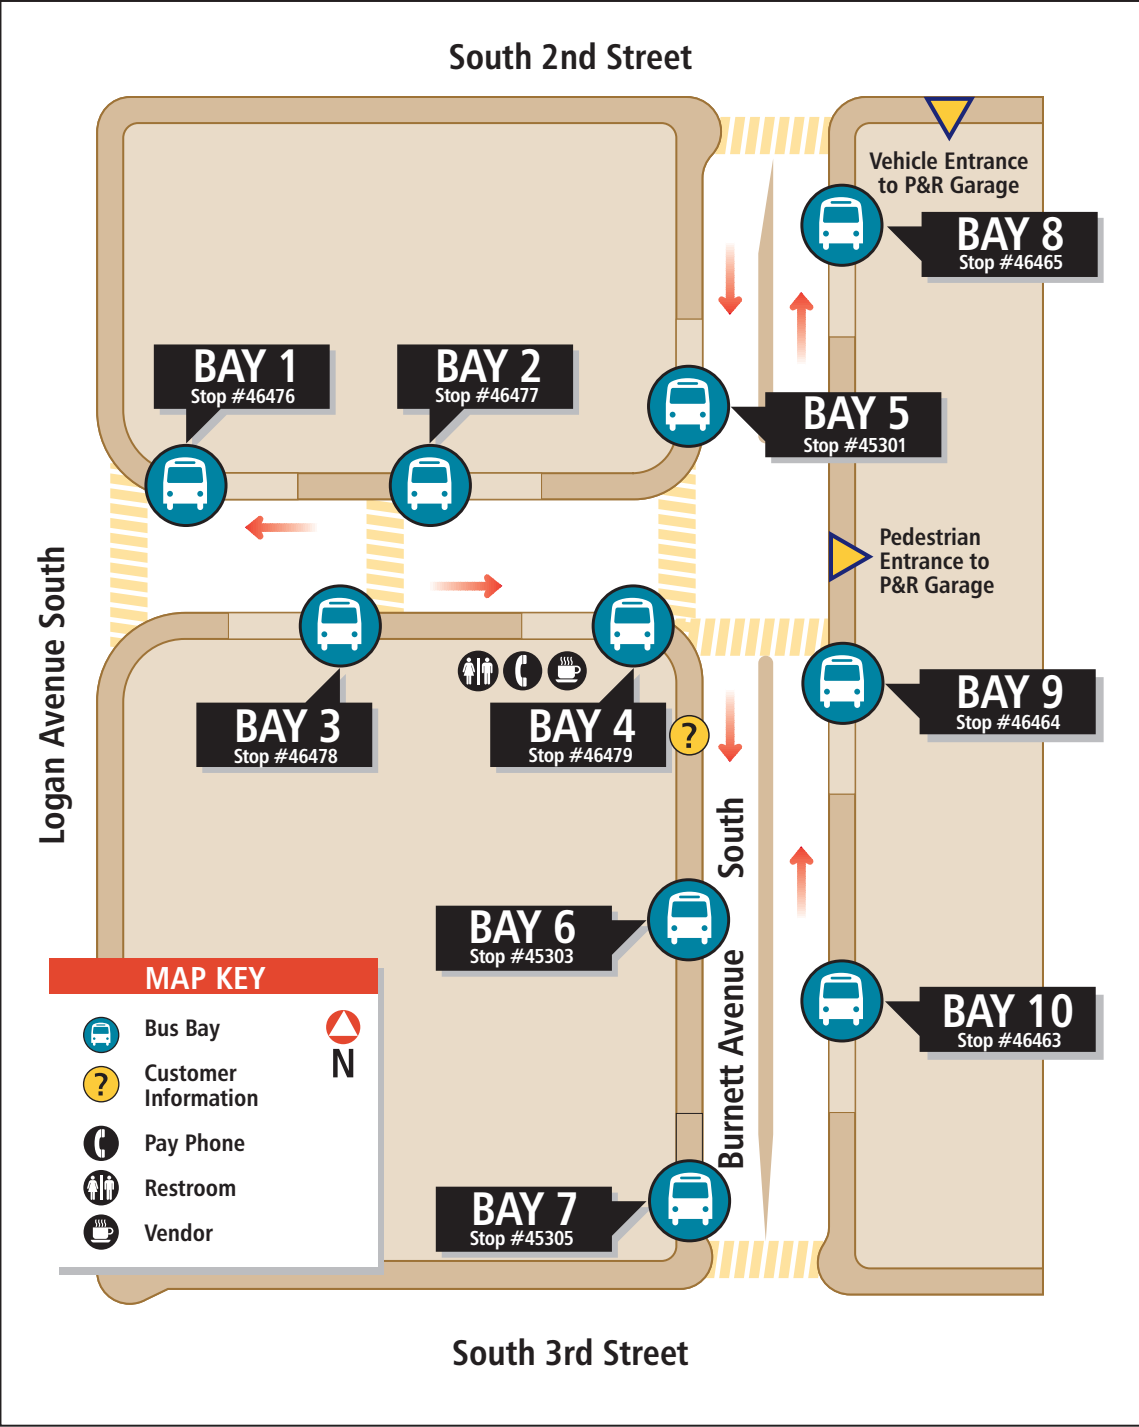 South 2nd Street
Vehicle Entrance
to P&R Garage
BAY 8
Stop #46465
BAY 1
Stop #46476
BAY 2
Stop #46477
BAY 5
Stop #45301
Pedestrian
Entrance to
P&R Garage
Logan Avenue South
BAY 3
Stop #46478
BAY 4
Stop #46479
?
BAY 9
Stop #46464
Burnett Avenue South
BAY 6
Stop #45303
BAY 10
Stop #46463
BAY 7
Stop #45305
MAP KEY
Bus Bay
N
?
Customer
Information
Pay Phone
Restroom
Vendor
South 3rd Street